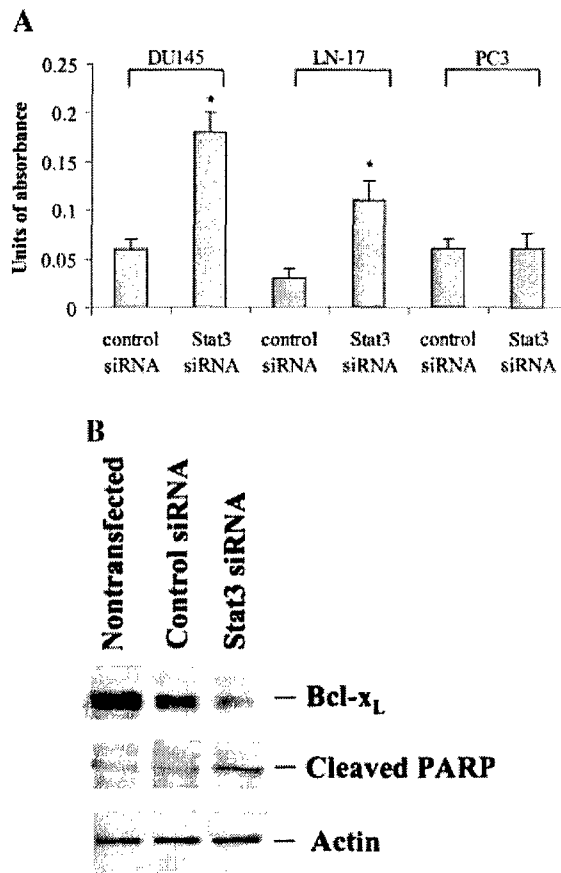 A
DU145 LN-17 PC3
0.25
0.2
0.15
0.1
0.05
0
Units of absorbance
* *
control siRNA Stat3 siRNA control siRNA Stat3 siRNA control siRNA Stat3 siRNA
B
Nontransfected
Control siRNA
Stat3 siRNA
– Bcl-xL
– Cleaved PARP
– Actin